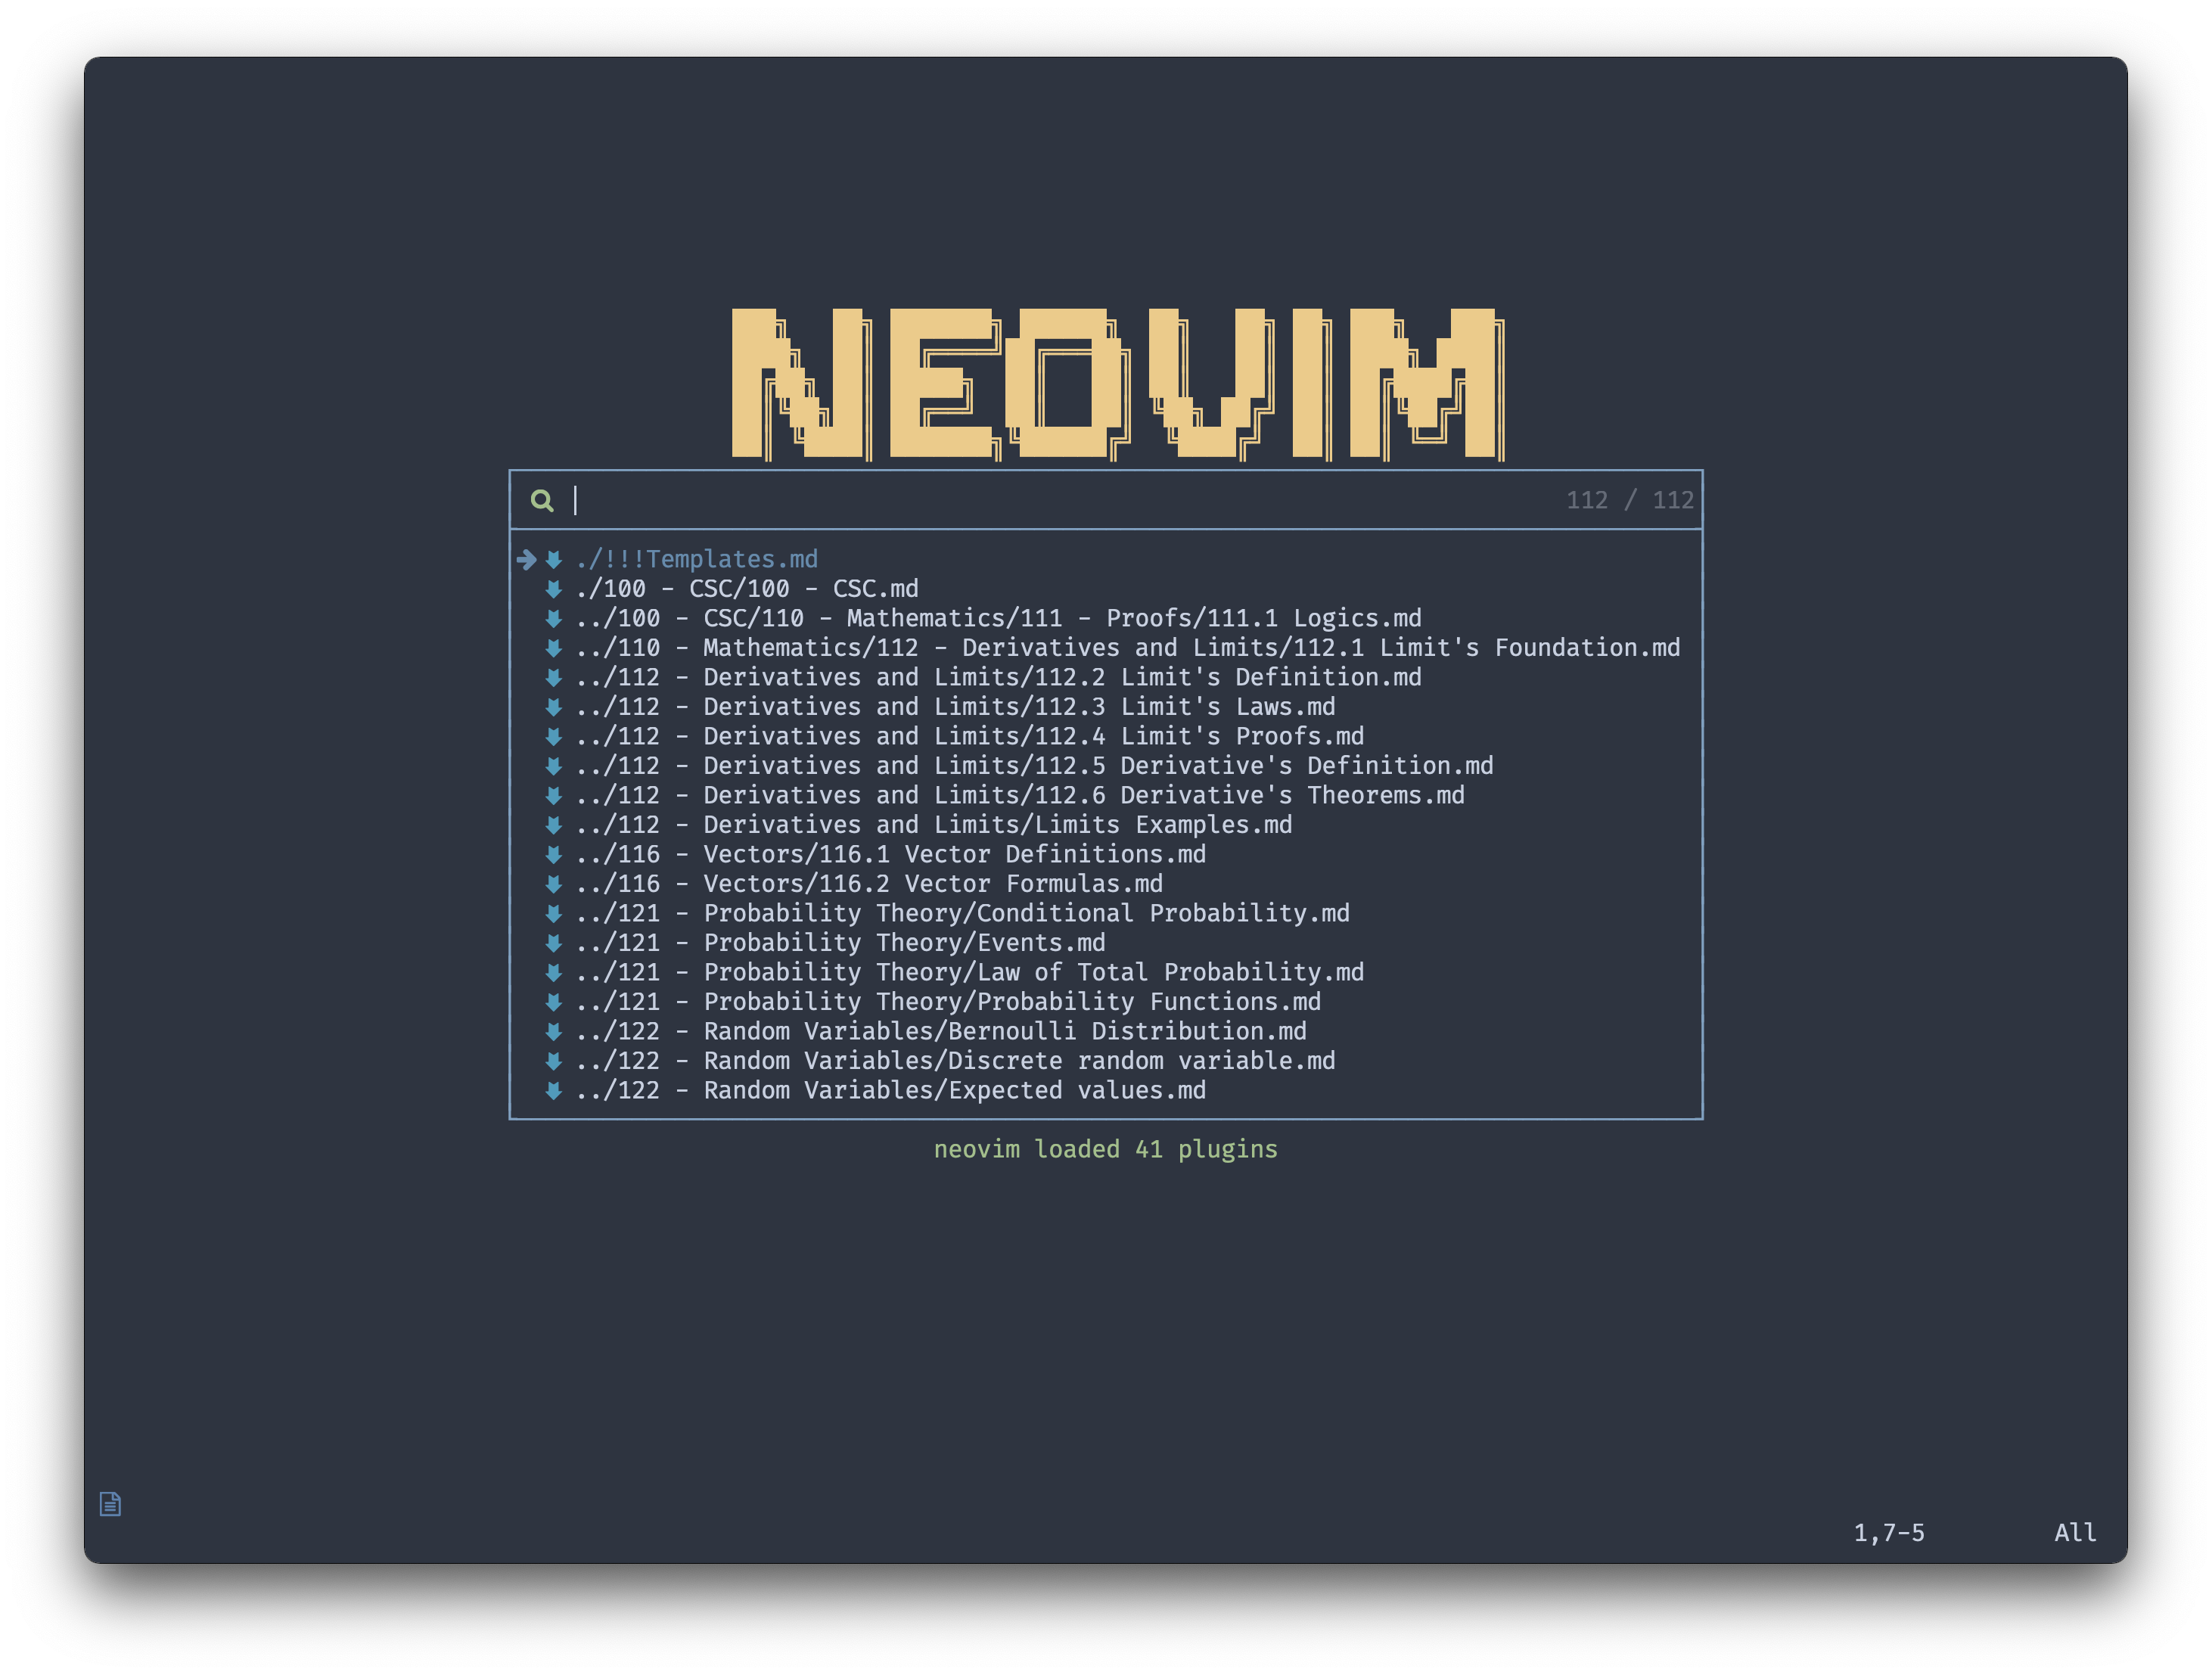 NEOVIM
112 / 112
./!!!Templates.md
./100 - CSC/100 - CSC.md
../100 - CSC/110 - Mathematics/111 - Proofs/111.1 Logics.md
../110 - Mathematics/112 - Derivatives and Limits/112.1 Limit's Foundation.md
../112 - Derivatives and Limits/112.2 Limit's Definition.md
../112 - Derivatives and Limits/112.3 Limit's Laws.md
../112 - Derivatives and Limits/112.4 Limit's Proofs.md
../112 - Derivatives and Limits/112.5 Derivative's Definition.md
../112 - Derivatives and Limits/112.6 Derivative's Theorems.md
../112 - Derivatives and Limits/Limits Examples.md
../116 - Vectors/116.1 Vector Definitions.md
../116 - Vectors/116.2 Vector Formulas.md
../121 - Probability Theory/Conditional Probability.md
../121 - Probability Theory/Events.md
../121 - Probability Theory/Law of Total Probability.md
../121 - Probability Theory/Probability Functions.md
../122 - Random Variables/Bernoulli Distribution.md
../122 - Random Variables/Discrete random variable.md
../122 - Random Variables/Expected values.md
neovim loaded 41 plugins
1,7-5 All